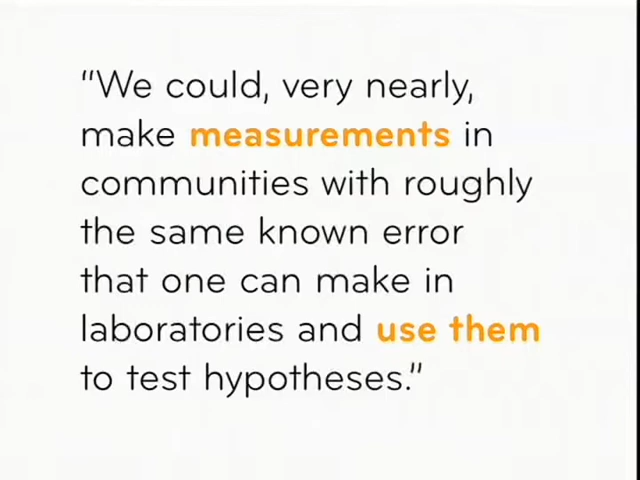 "We could, very nearly,
make measurements in
communities with roughly
the same known error
that one can make in
laboratories and use them
to test hypotheses."